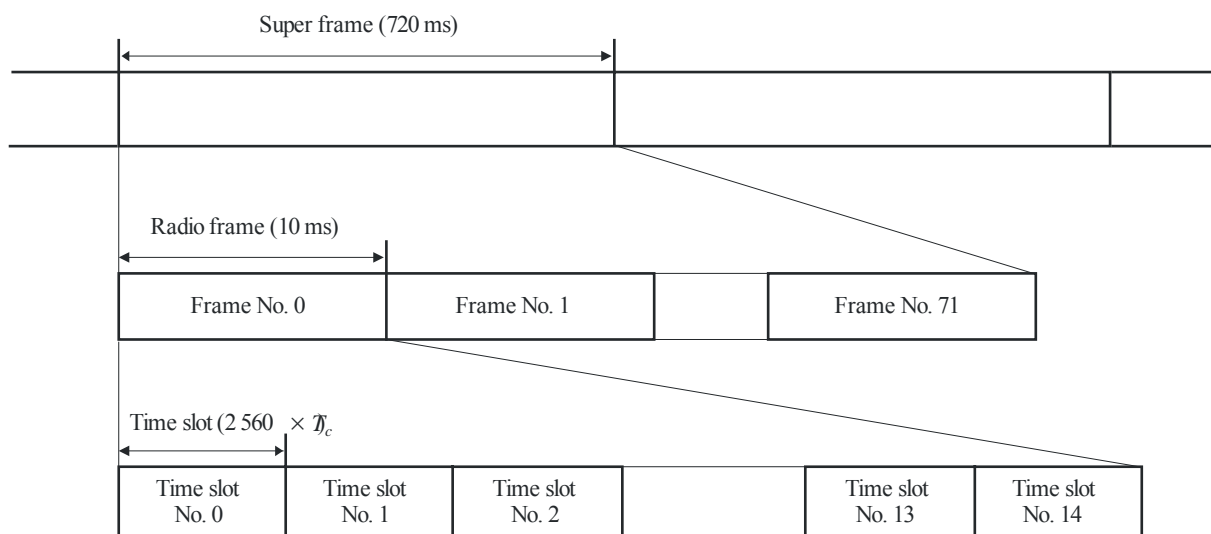 Super frame (720 ms)
Radio frame (10 ms)
Frame No. 0
Frame No. 1
Frame No. 71
Time slot (2 560 × T_c)
Time slot
No. 0
Time slot
No. 1
Time slot
No. 2
Time slot
No. 13
Time slot
No. 14